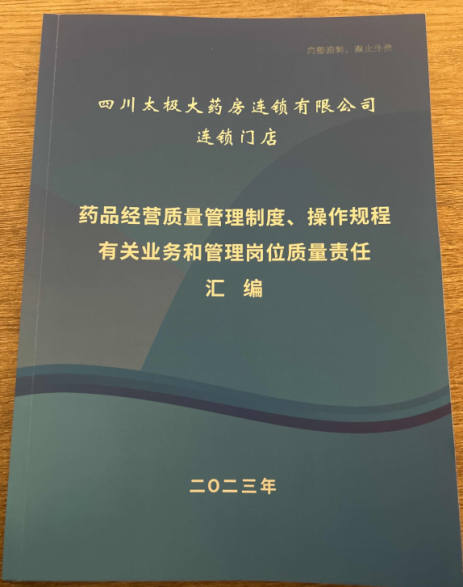 四川太极大药房连锁有限公司
连锁门店
药品经营质量管理制度、操作规程
有关业务和管理岗位质量责任
汇 编
二〇二三年